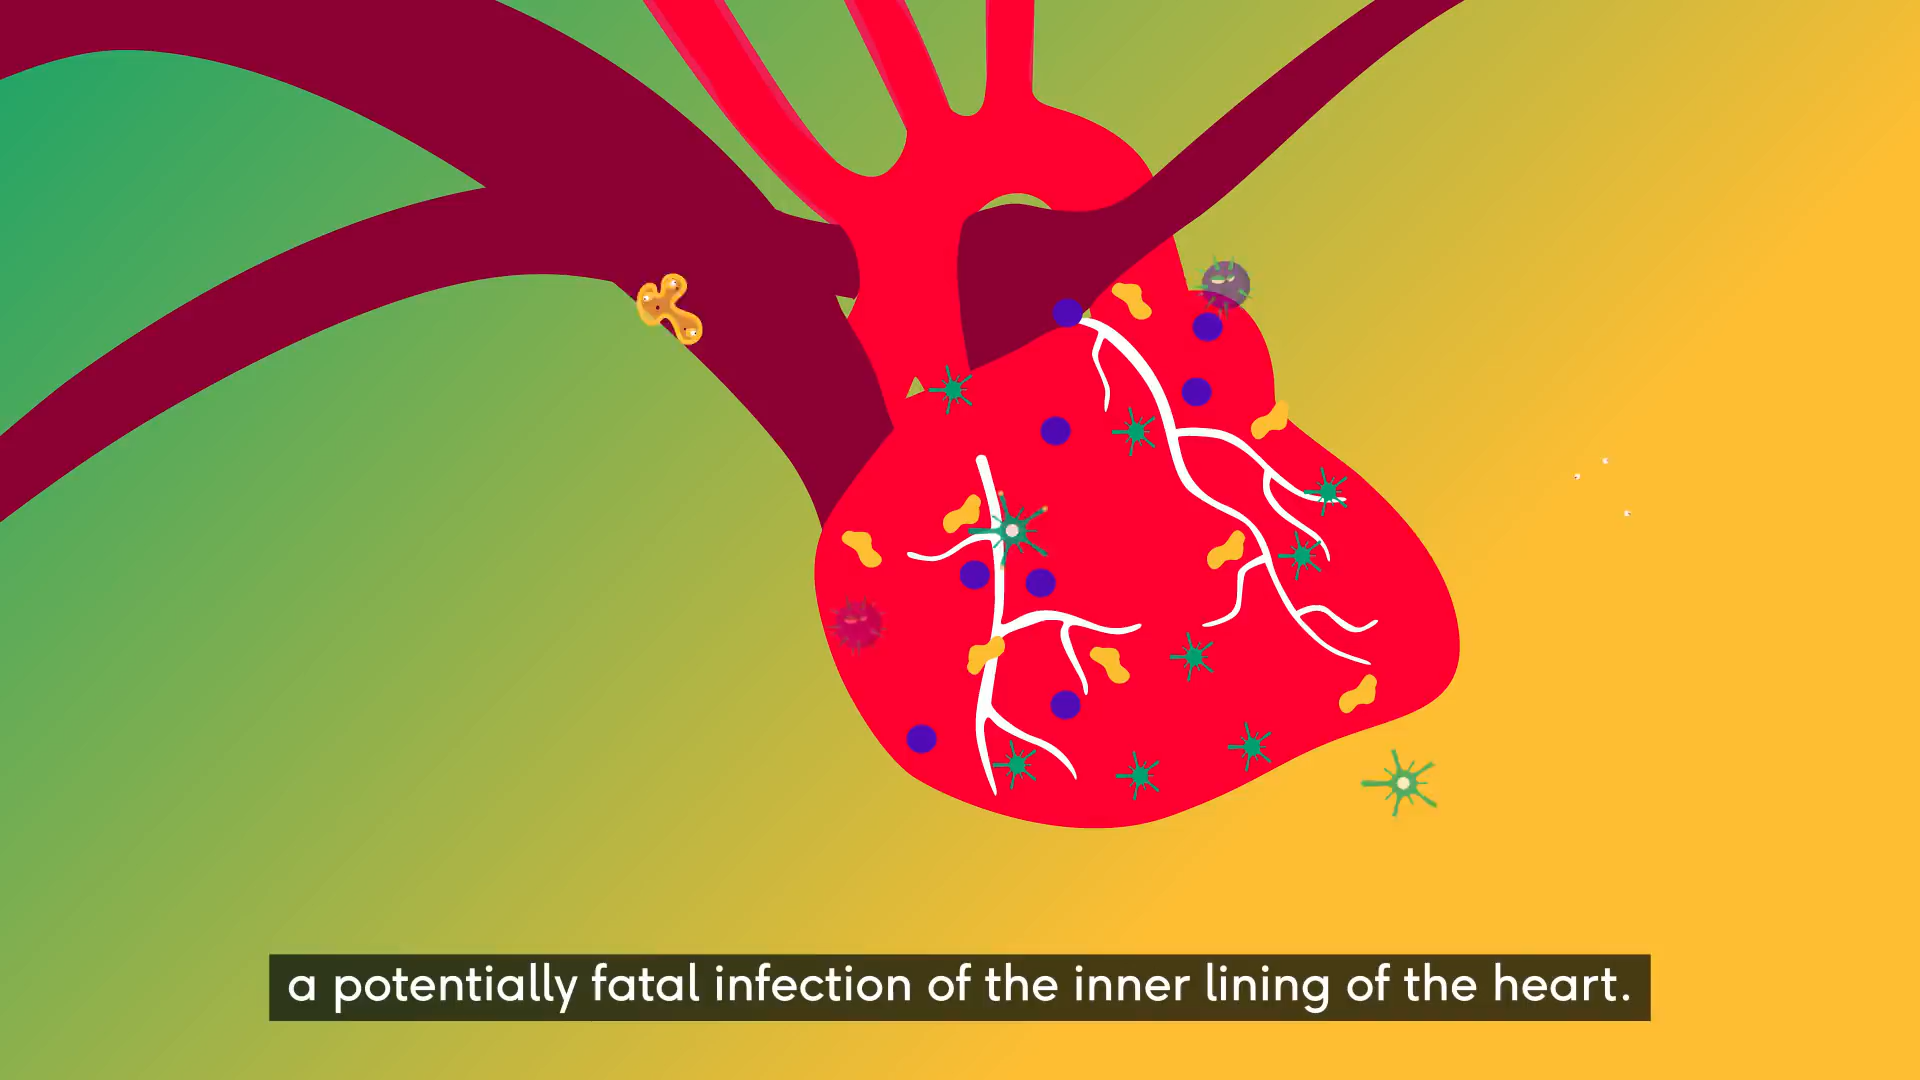 a potentially fatal infection of the inner lining of the heart.